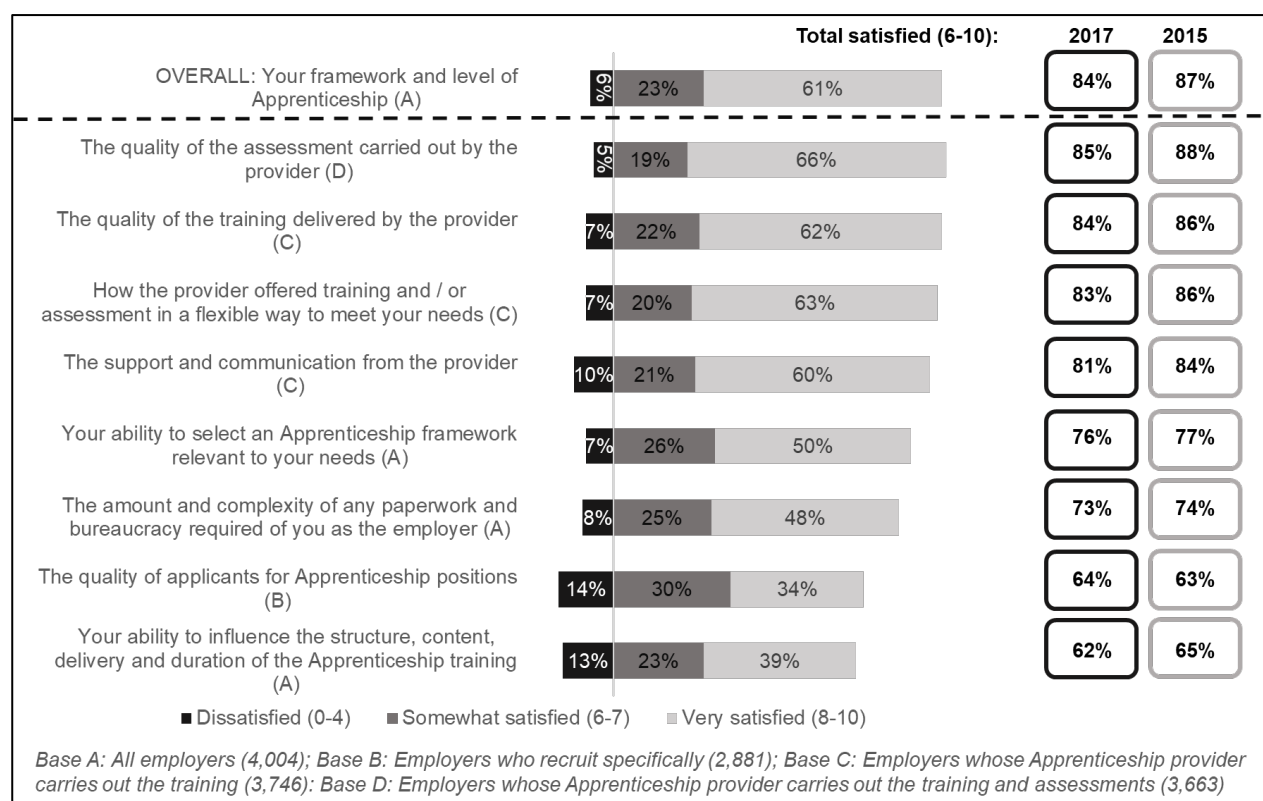 Total satisfied (6-10): 2017 2015
OVERALL: Your framework and level of
Apprenticeship (A)
6% 23% 61% 84% 87%
The quality of the assessment carried out by the
provider (D)
5% 19% 66% 85% 88%
The quality of the training delivered by the provider
(C)
7% 22% 62% 84% 86%
How the provider offered training and / or
assessment in a flexible way to meet your needs (C)
7% 20% 63% 83% 86%
The support and communication from the provider
(C)
10% 21% 60% 81% 84%
Your ability to select an Apprenticeship framework
relevant to your needs (A)
7% 26% 50% 76% 77%
The amount and complexity of any paperwork and
bureaucracy required of you as the employer (A)
8% 25% 48% 73% 74%
The quality of applicants for Apprenticeship positions
(B)
14% 30% 34% 64% 63%
Your ability to influence the structure, content,
delivery and duration of the Apprenticeship training
(A)
13% 23% 39% 62% 65%
Dissatisfied (0-4) Somewhat satisfied (6-7) Very satisfied (8-10)
Base A: All employers (4,004); Base B: Employers who recruit specifically (2,881); Base C: Employers whose Apprenticeship provider
carries out the training (3,746): Base D: Employers whose Apprenticeship provider carries out the training and assessments (3,663)